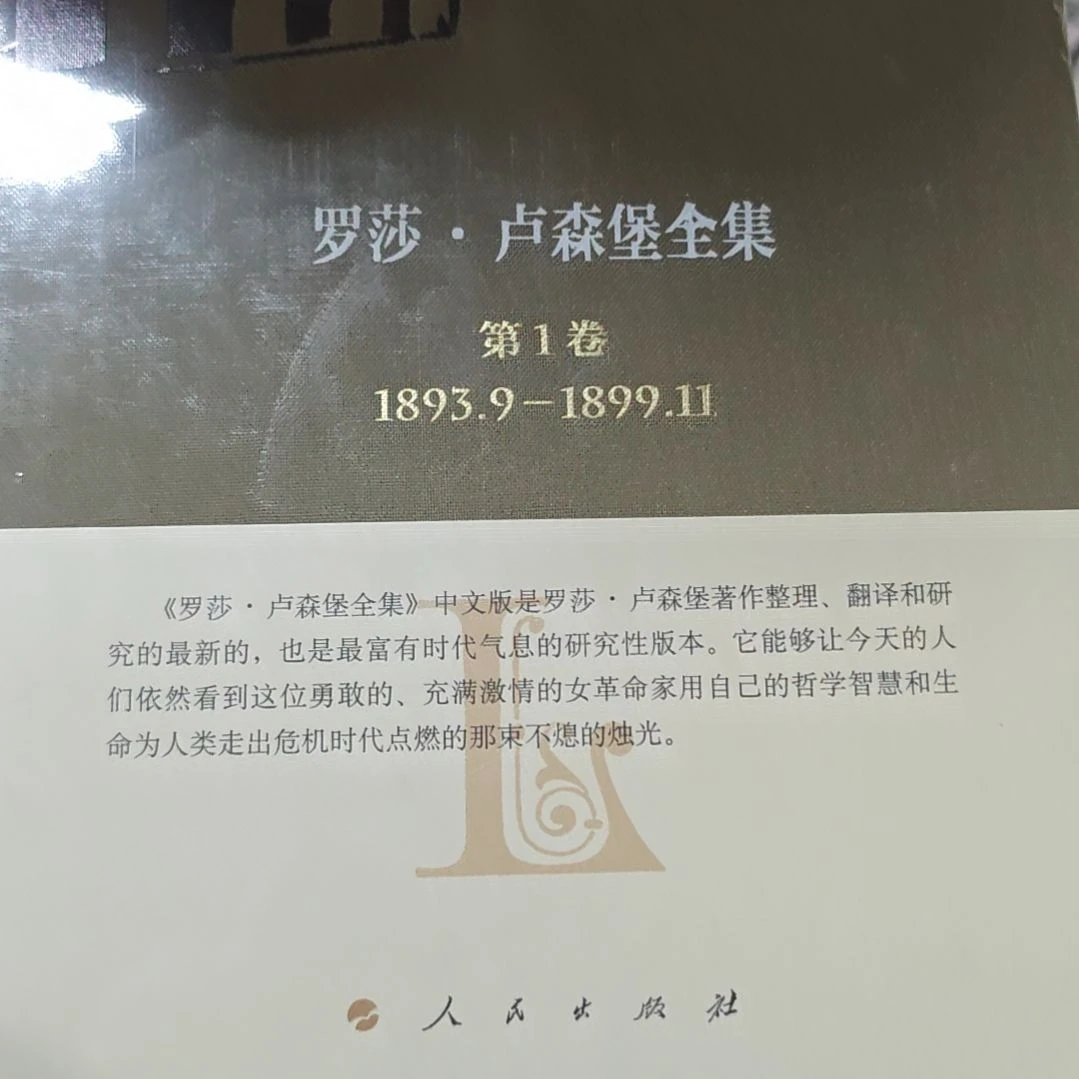 罗莎·卢森堡全集
第1卷
1893.9－1899.11
《罗莎·卢森堡全集》中文版是罗莎·卢森堡著作整理、翻译和研
究的最新的，也是最富有时代气息的研究性版本。它能够让今天的人
们依然看到这位勇敢的、充满激情的女革命家用自己的哲学智慧和生
命为人类走出危机时代点燃的那束不熄的烛光。
L
人民出版社